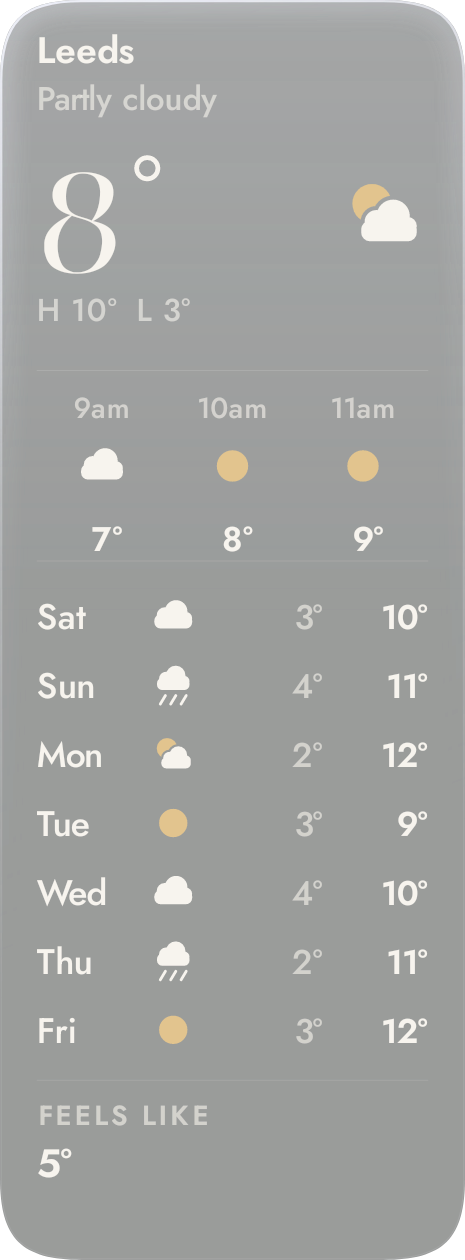 Leeds
Partly cloudy
8°
H 10° L 3°
9am 10am 11am
7° 8° 9°
Sat 3° 10°
Sun 4° 11°
Mon 2° 12°
Tue 3° 9°
Wed 4° 10°
Thu 2° 11°
Fri 3° 12°
FEELS LIKE
5°